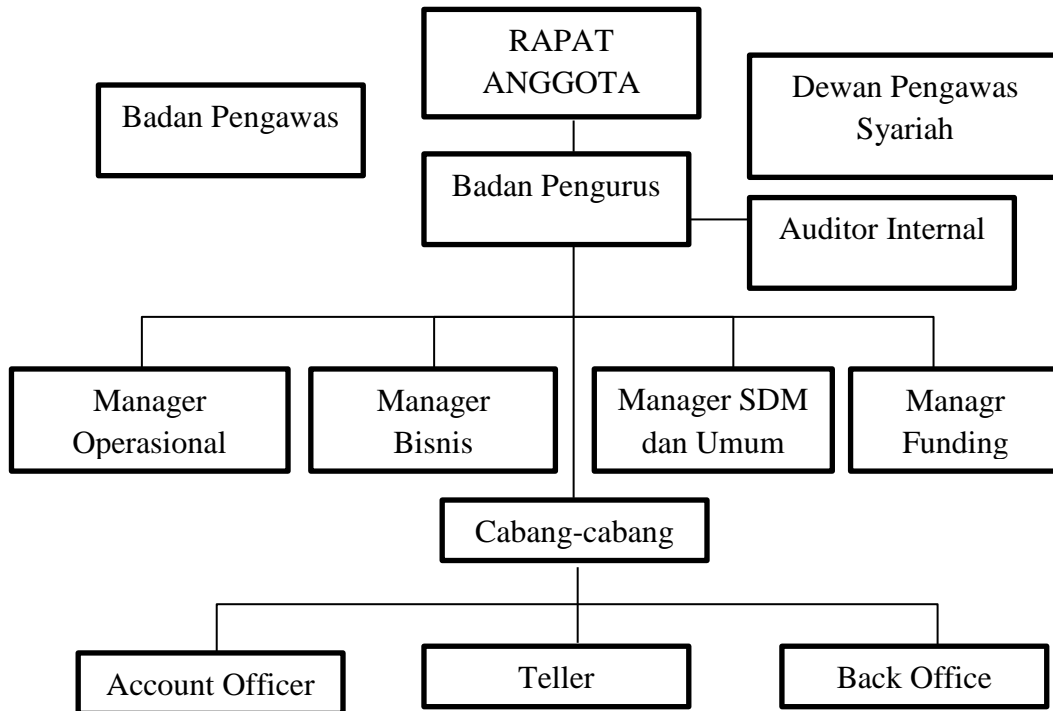 RAPAT
ANGGOTA
Badan Pengawas
Dewan Pengawas
Syariah
Badan Pengurus
Auditor Internal
Manager
Operasional
Manager
Bisnis
Manager SDM
dan Umum
Managr
Funding
Cabang-cabang
Account Officer
Teller
Back Office